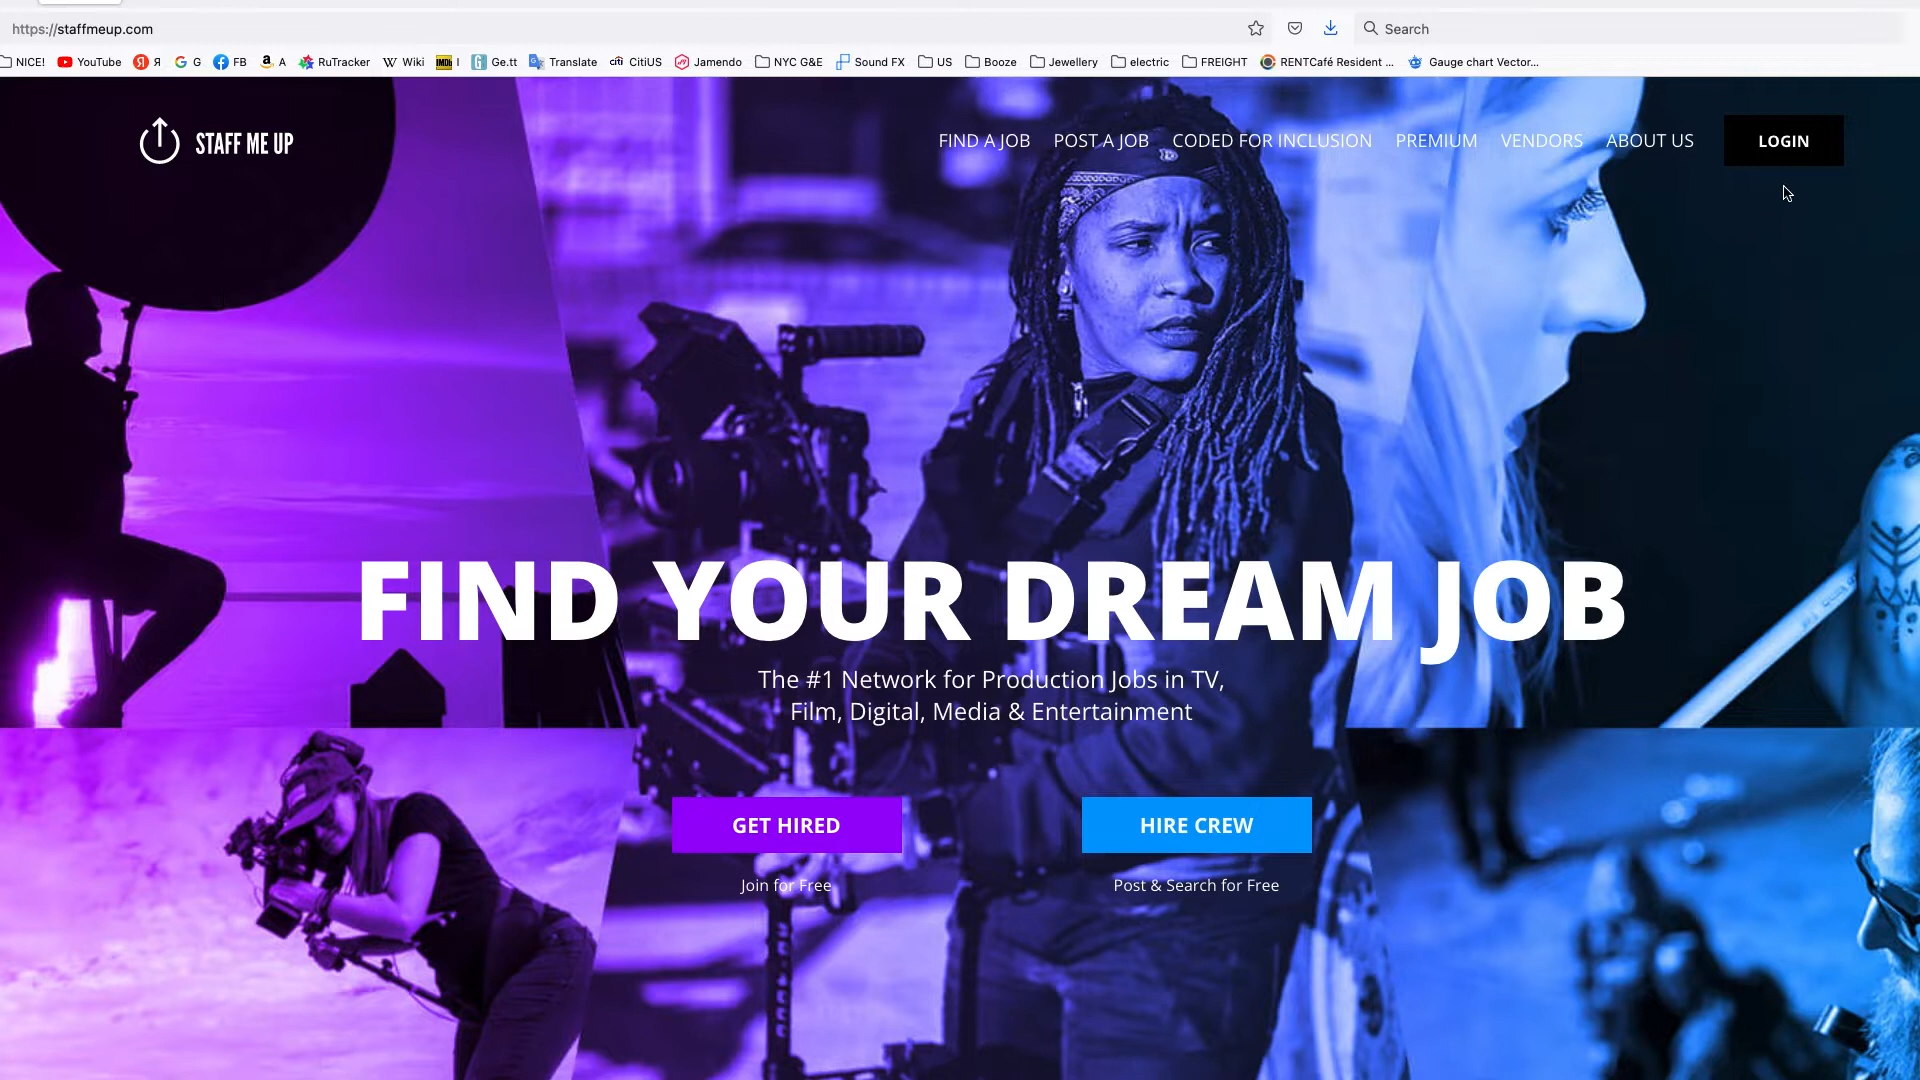 https://staffmeup.com
Search
NICE! YouTube Я G FB A RuTracker Wiki I Ge.tt Translate CitiUS Jamendo NYC G&E Sound FX US Booze Jewellery electric FREIGHT RENTCafé Resident ... Gauge chart Vector...
STAFF ME UP
FIND A JOB POST A JOB CODED FOR INCLUSION PREMIUM VENDORS ABOUT US LOGIN
FIND YOUR DREAM JOB
The #1 Network for Production Jobs in TV,
Film, Digital, Media & Entertainment
GET HIRED HIRE CREW
Join for Free Post & Search for Free